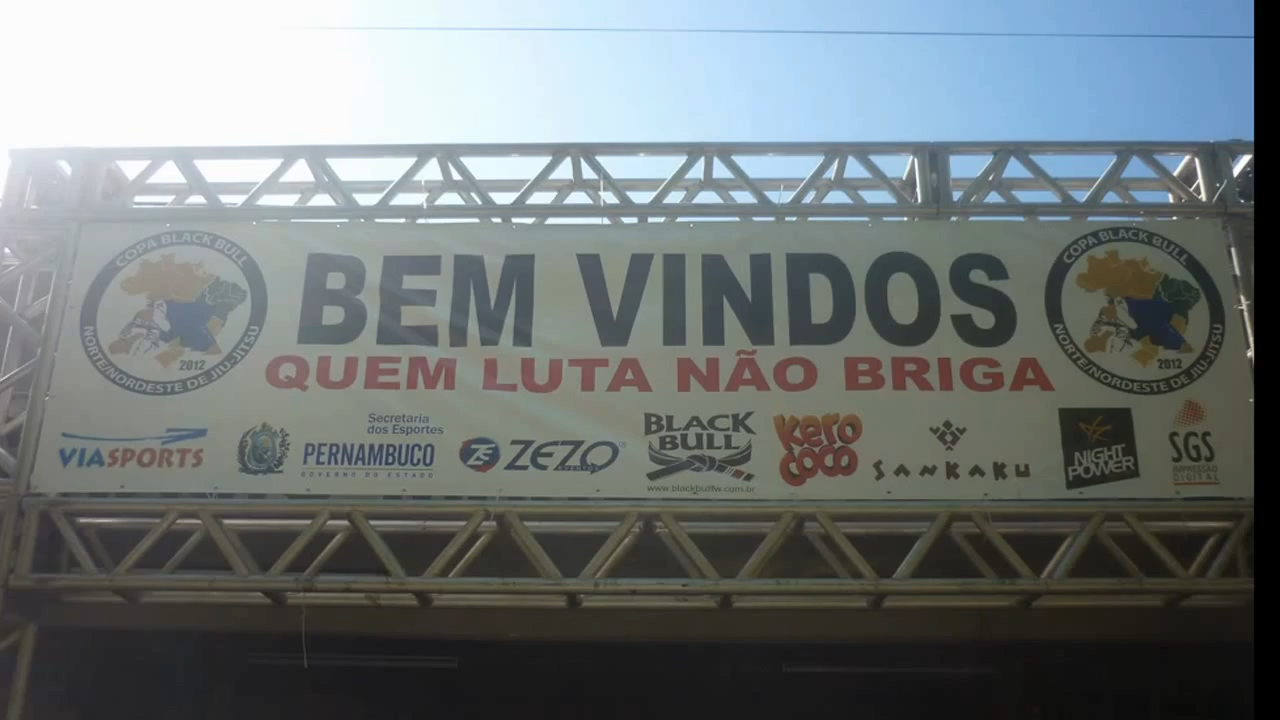 COPA BLACK BULL
2012
NORTE/NORDESTE DE JIU-JITSU
BEM VINDOS
QUEM LUTA NÃO BRIGA
COPA BLACK BULL
2012
NORTE/NORDESTE DE JIU-JITSU
VIASPORTS
Secretaria
dos Esportes
PERNAMBUCO
GOVERNO DO ESTADO
ZE ZEZO
EVENTOS
BLACK
BULL
www.blackbullfw.com.br
Kero
Coco
SANKAKU
NIGHT
POWER
SGS
IMPRESSÃO
DIGITAL